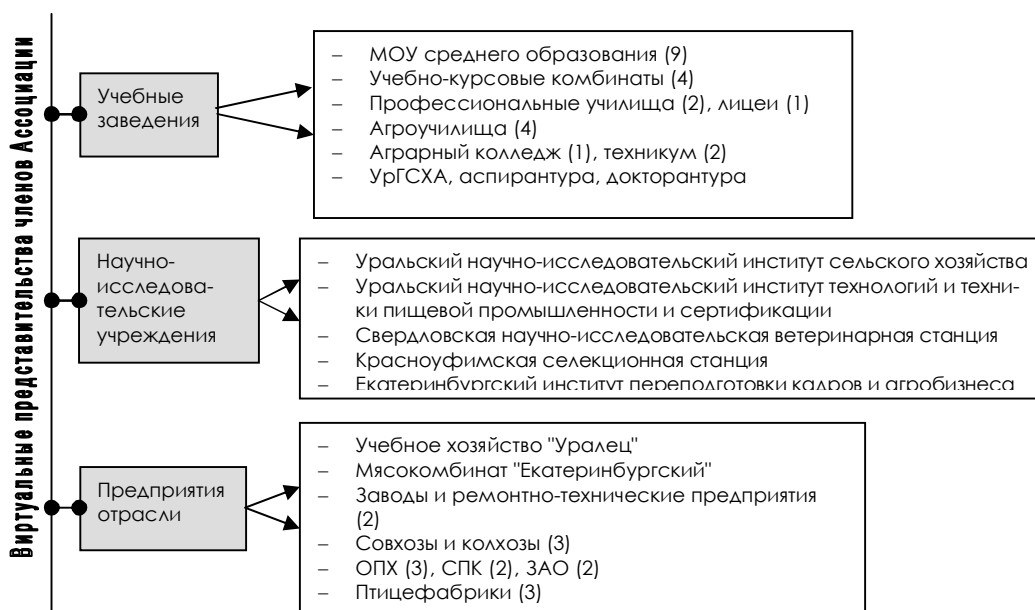 Виртуальные представительства членов Ассоциации
Учебные
заведения
– МОУ среднего образования (9)
– Учебно-курсовые комбинаты (4)
– Профессиональные училища (2), лицеи (1)
– Агроучилища (4)
– Аграрный колледж (1), техникум (2)
– УрГСХА, аспирантура, докторантура
Научно-
исследова-
тельские
учреждения
– Уральский научно-исследовательский институт сельского хозяйства
– Уральский научно-исследовательский институт технологий и техни-
ки пищевой промышленности и сертификации
– Свердловская научно-исследовательская ветеринарная станция
– Красноуфимская селекционная станция
– Екатеринбургский институт переподготовки кадров и агробизнеса
Предприятия
отрасли
– Учебное хозяйство "Уралец"
– Мясокомбинат "Екатеринбургский"
– Заводы и ремонтно-технические предприятия
(2)
– Совхозы и колхозы (3)
– ОПХ (3), СПК (2), ЗАО (2)
– Птицефабрики (3)